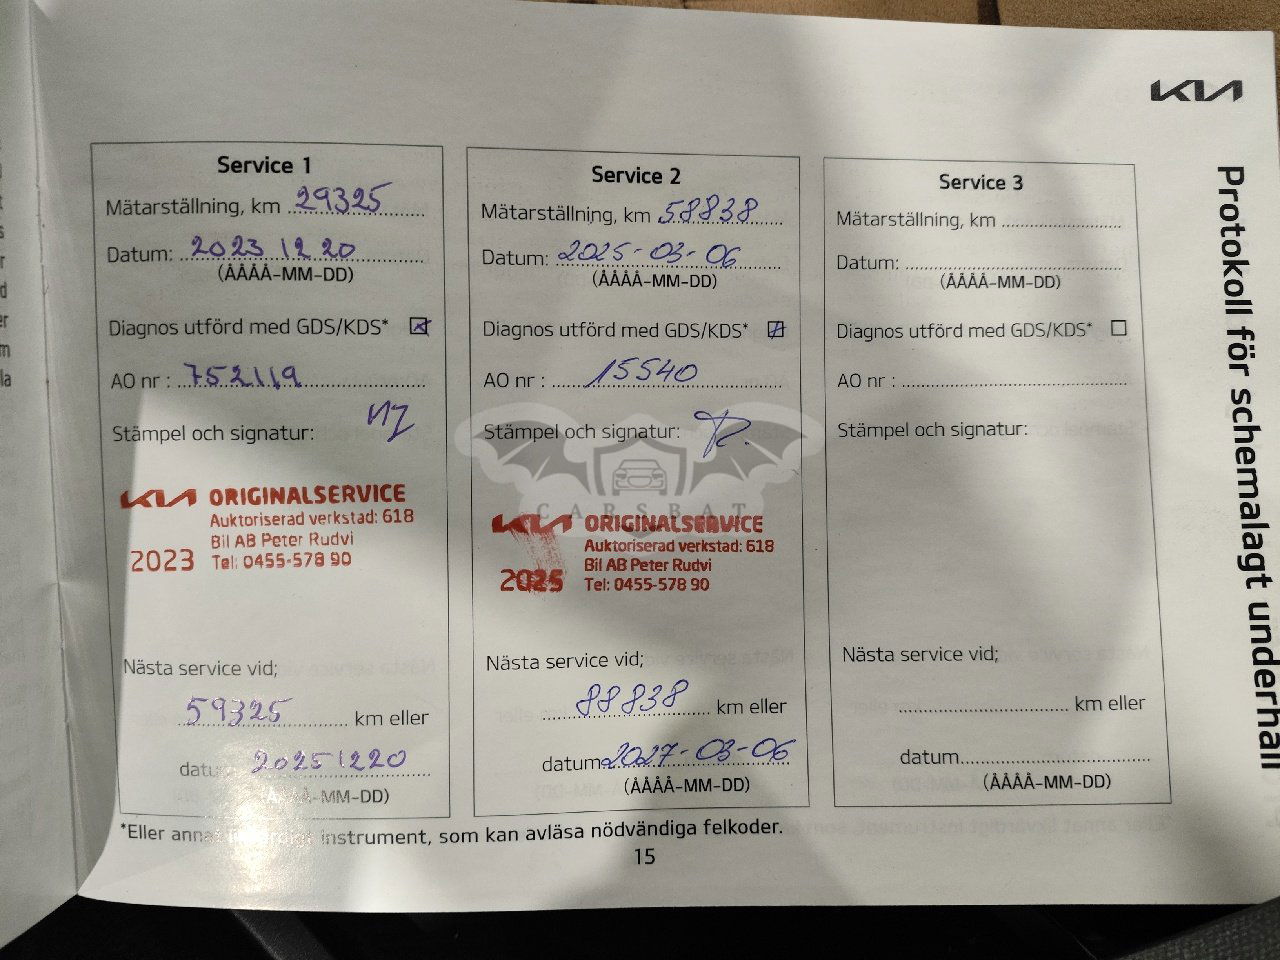 KIA
Protokoll för schemalagt underhåll
Service 1
Mätarställning, km 29325
Datum: 2023 12 20
(ÅÅÅÅ-MM-DD)
Diagnos utförd med GDS/KDS*
AO nr : 752119
Stämpel och signatur:
KIA ORIGINALSERVICE
Auktoriserad verkstad: 618
Bil AB Peter Rudvi
2023 Tel: 0455-578 90
Nästa service vid;
59325 km eller
datum 20251220
(ÅÅÅÅ-MM-DD)
Service 2
Mätarställning, km 58838
Datum: 2025-03-06
(ÅÅÅÅ-MM-DD)
Diagnos utförd med GDS/KDS*
AO nr : 15540
Stämpel och signatur:
CARSBAT
KIA ORIGINALSERVICE
Auktoriserad verkstad: 618
Bil AB Peter Rudvi
2025 Tel: 0455-578 90
Nästa service vid;
88838 km eller
datum 2027-03-06
(ÅÅÅÅ-MM-DD)
Service 3
Mätarställning, km
Datum:
(ÅÅÅÅ-MM-DD)
Diagnos utförd med GDS/KDS*
AO nr :
Stämpel och signatur:
Nästa service vid;
km eller
datum
(ÅÅÅÅ-MM-DD)
*Eller instrument, som kan avläsa nödvändiga felkoder.
15